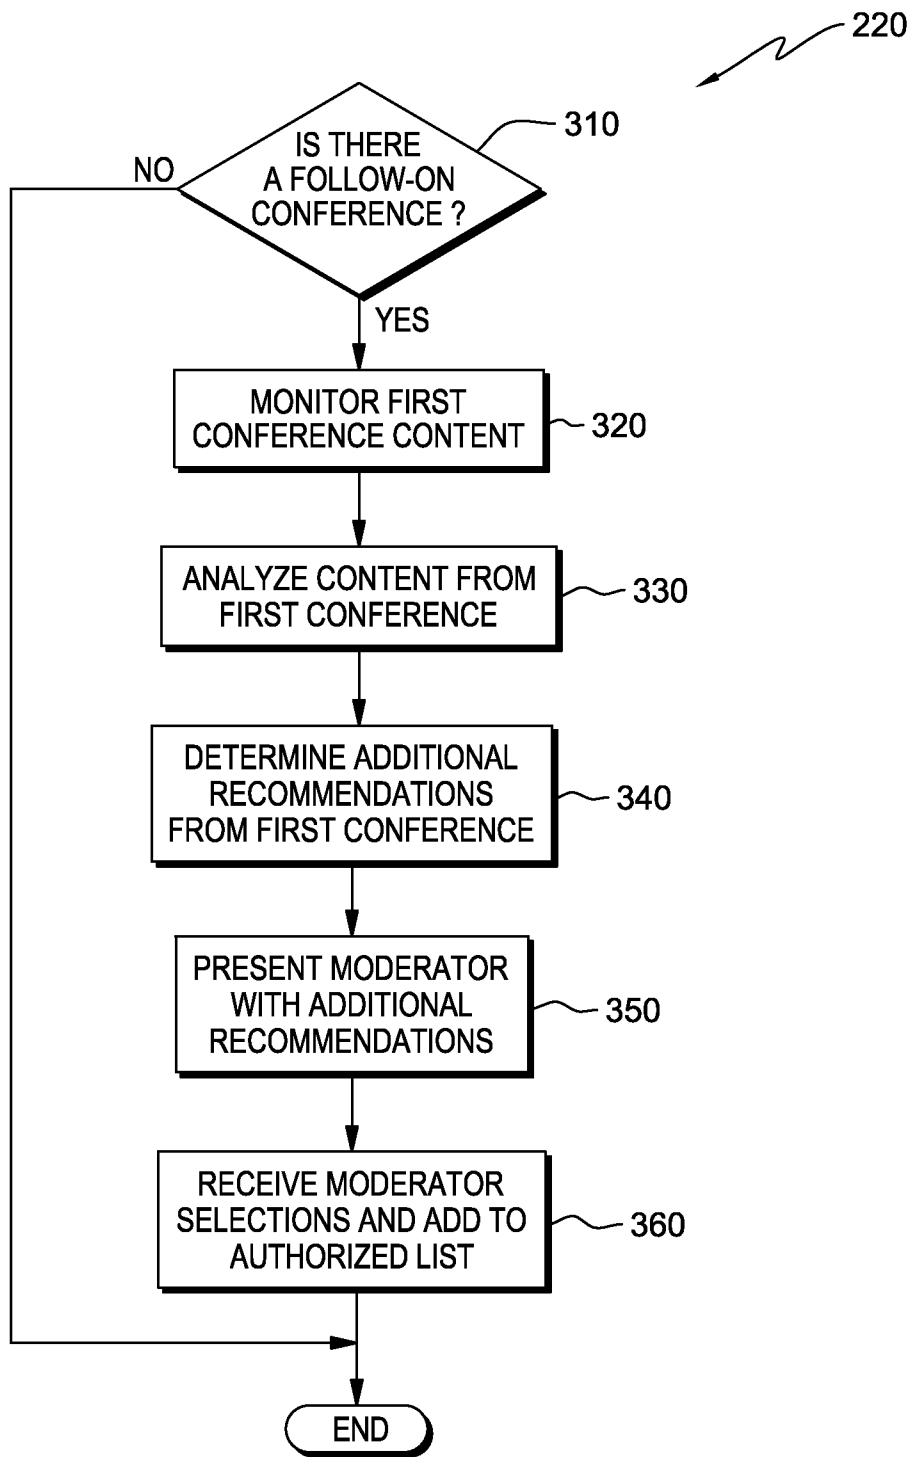 220
310
IS THERE
A FOLLOW-ON
CONFERENCE ?
NO
YES
MONITOR FIRST
CONFERENCE CONTENT
320
ANALYZE CONTENT FROM
FIRST CONFERENCE
330
DETERMINE ADDITIONAL
RECOMMENDATIONS
FROM FIRST CONFERENCE
340
PRESENT MODERATOR
WITH ADDITIONAL
RECOMMENDATIONS
350
RECEIVE MODERATOR
SELECTIONS AND ADD TO
AUTHORIZED LIST
360
END